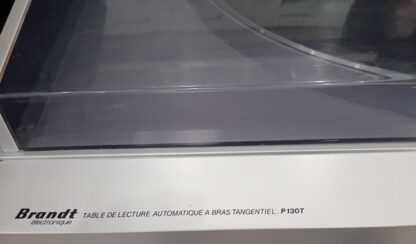 Brandt
électronique
TABLE DE LECTURE AUTOMATIQUE A BRAS TANGENTIEL. P130T